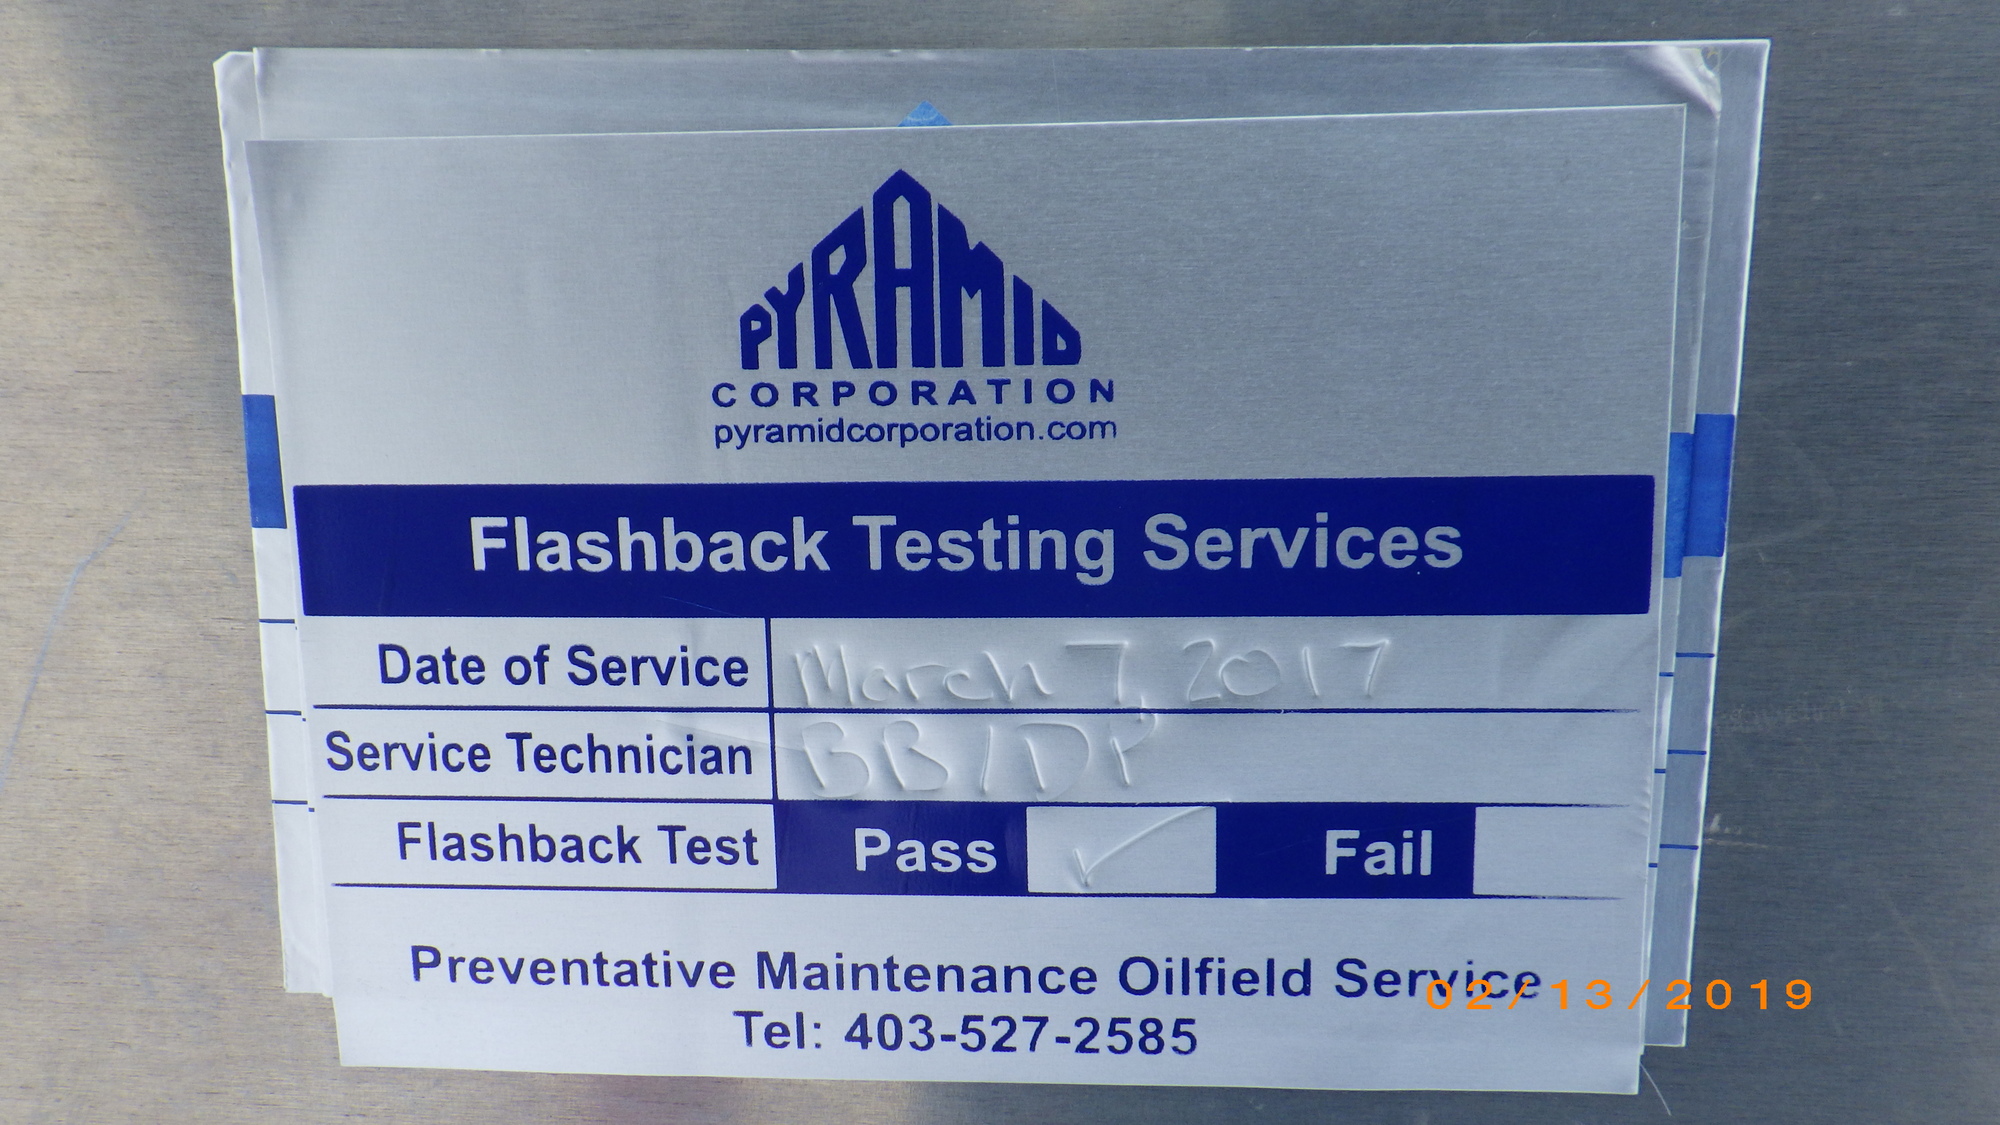 PYRAMID
CORPORATION
pyramidcorporation.com
Flashback Testing Services
Date of Service March 7, 2017
Service Technician BB/DP
Flashback Test Pass ✓ Fail
Preventative Maintenance Oilfield Service
Tel: 403-527-2585
02/13/2019